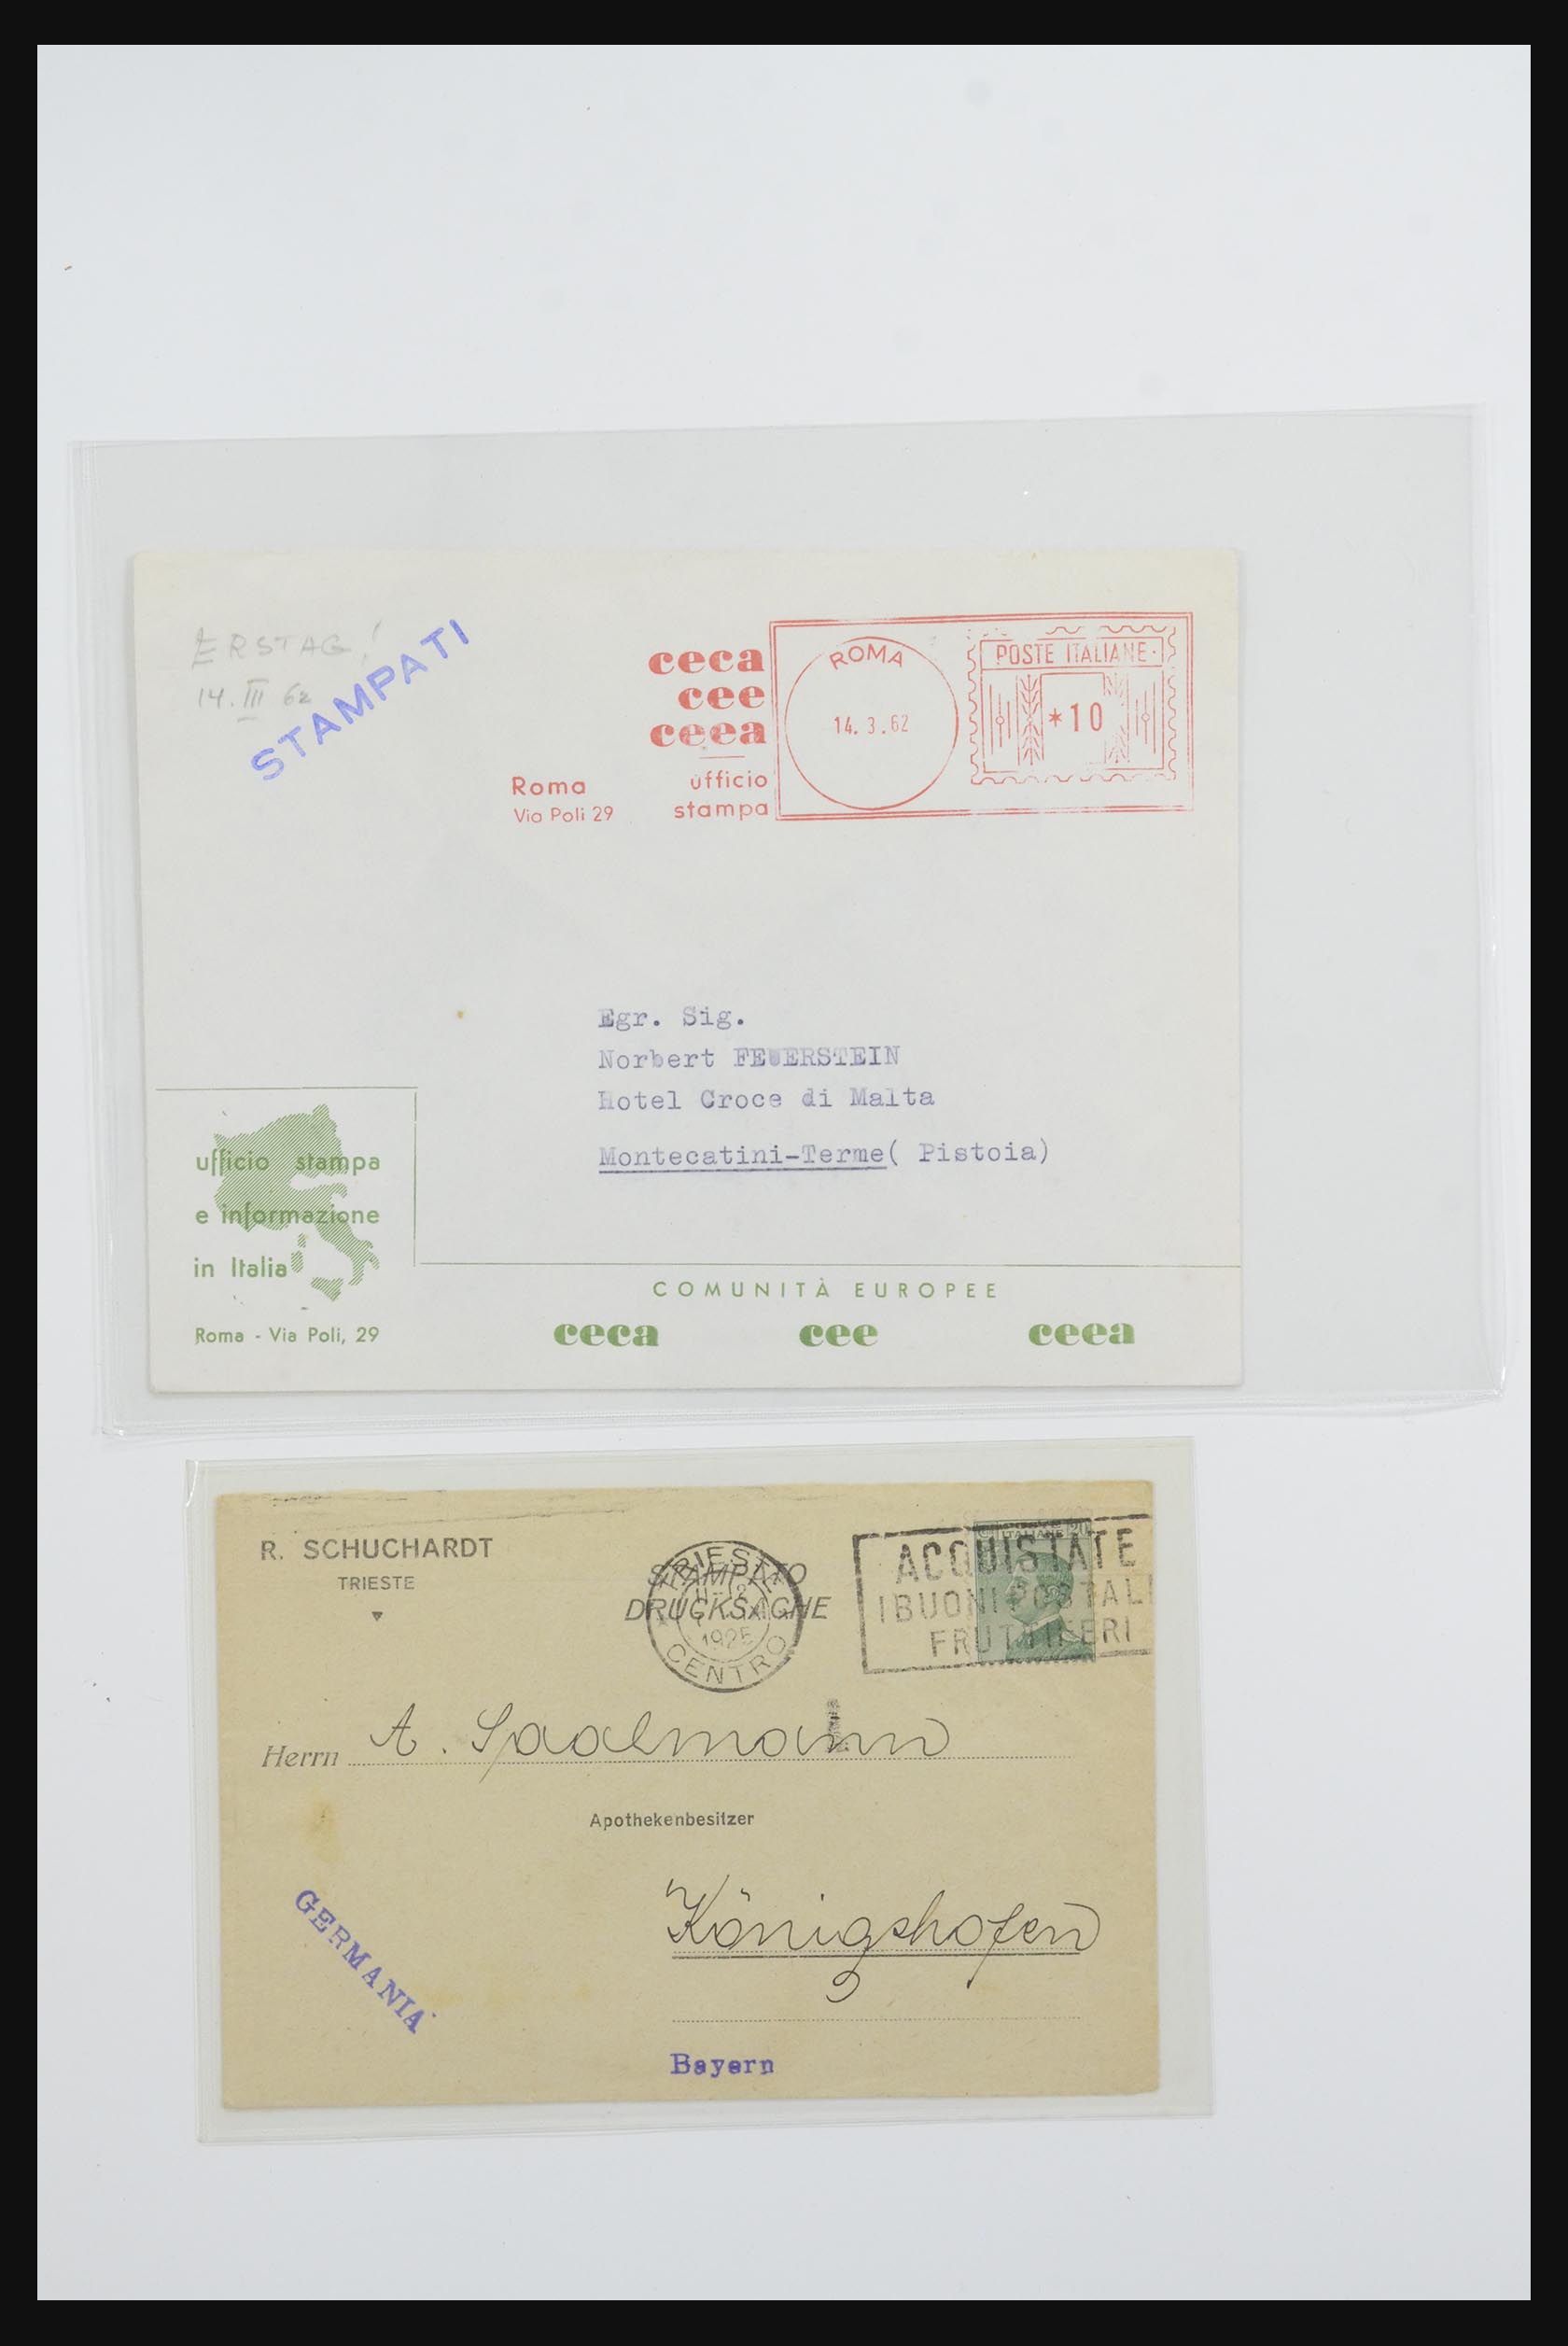 ERSTAG!
14. III 62
STAMPATI
ceca
cee
ceea
Roma
Via Poli 29
ufficio
stampa
ROMA
14. 3. 62
POSTE ITALIANE
*10
Egr. Sig.
Norbert FEUERSTEIN
Hotel Croce di Malta
Montecatini-Terme( Pistoia)
ufficio stampa
e informazione
in Italia
Roma - Via Poli, 29
COMUNITÀ EUROPEE
ceca cee ceea
R. SCHUCHARDT
TRIESTE
STAMPATO
DRUCKSACHE
TRIESTE
1925
CENTRO
ITALIANE 20
ACQUISTATE
I BUONI POSTALI
FRUTTIFERI
Herrn A. Saalmann
Apothekenbesitzer
Königshofen
GERMANIA
Bayern